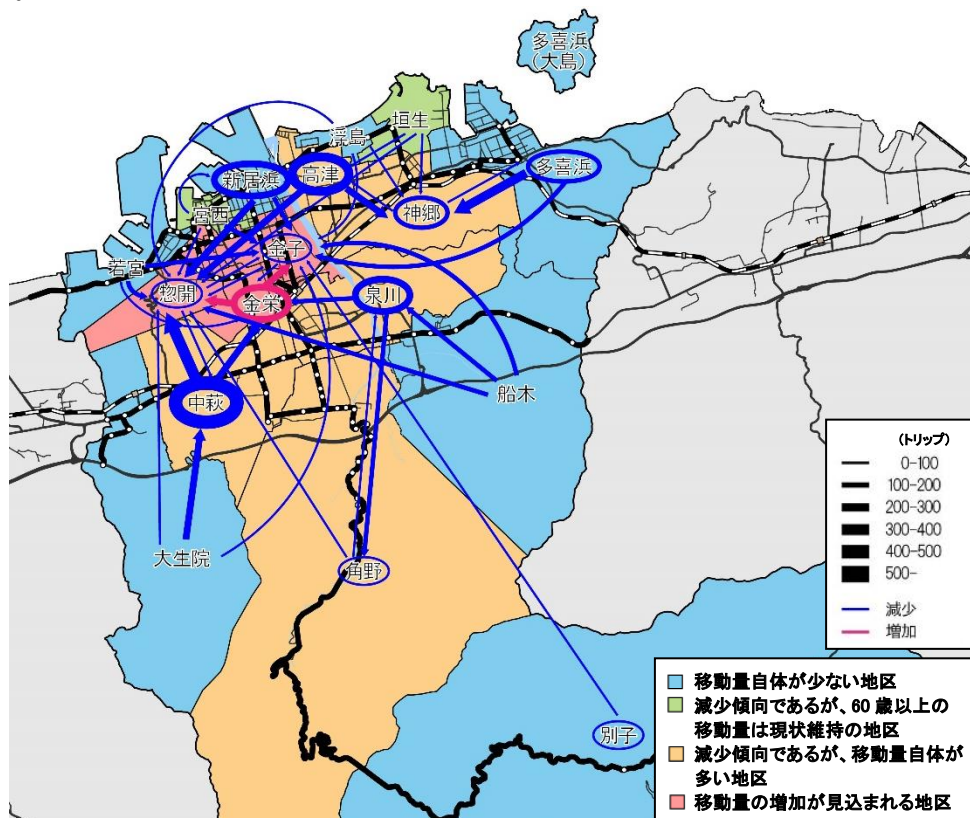 多喜浜
(大島)
垣生
浮島
多喜浜
新居浜
高津
神郷
宮西
金子
若宮
惣開
金栄
泉川
船木
中萩
大生院
角野
別子
(トリップ)
0-100
100-200
200-300
300-400
400-500
500-
減少
増加
移動量自体が少ない地区
減少傾向であるが、60歳以上の
移動量は現状維持の地区
減少傾向であるが、移動量自体が
多い地区
移動量の増加が見込まれる地区